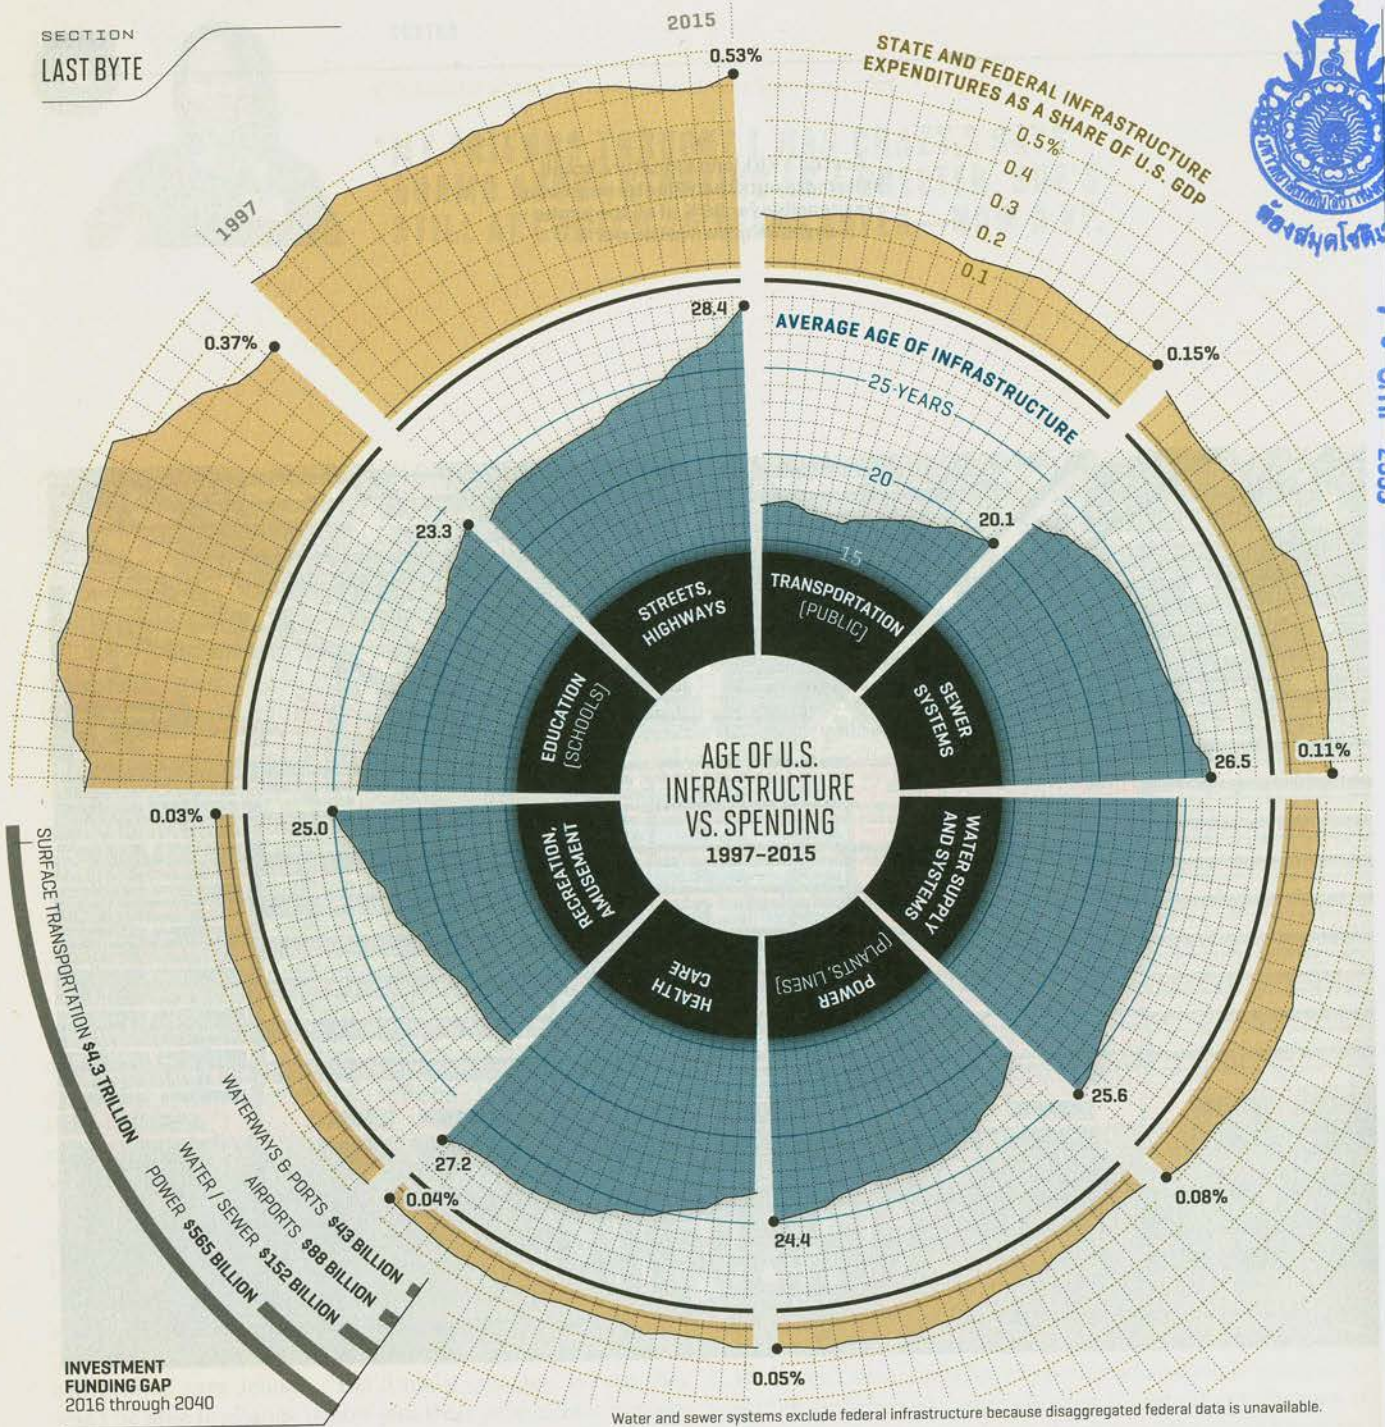 SECTION
LAST BYTE
2015
0.53%
STATE AND FEDERAL INFRASTRUCTURE
EXPENDITURES AS A SHARE OF U.S. GDP
0.5%
0.4
0.3
0.2
0.1
1997
0.37%
28.4
AVERAGE AGE OF INFRASTRUCTURE
25 YEARS
20
15
0.15%
23.3
20.1
STREETS,
HIGHWAYS
TRANSPORTATION
(PUBLIC)
EDUCATION
(SCHOOLS)
SEWER
SYSTEMS
AGE OF U.S.
INFRASTRUCTURE
VS. SPENDING
1997–2015
26.5
0.11%
0.03%
25.0
RECREATION,
AMUSEMENT
WATER SUPPLY
AND SYSTEMS
HEALTH
CARE
POWER
(PLANTS, LINES)
25.6
27.2
0.04%
24.4
0.08%
0.05%
SURFACE TRANSPORTATION $4.3 TRILLION
WATERWAYS & PORTS $43 BILLION
AIRPORTS $88 BILLION
WATER / SEWER $152 BILLION
POWER $565 BILLION
INVESTMENT
FUNDING GAP
2016 through 2040
Water and sewer systems exclude federal infrastructure because disaggregated federal data is unavailable.